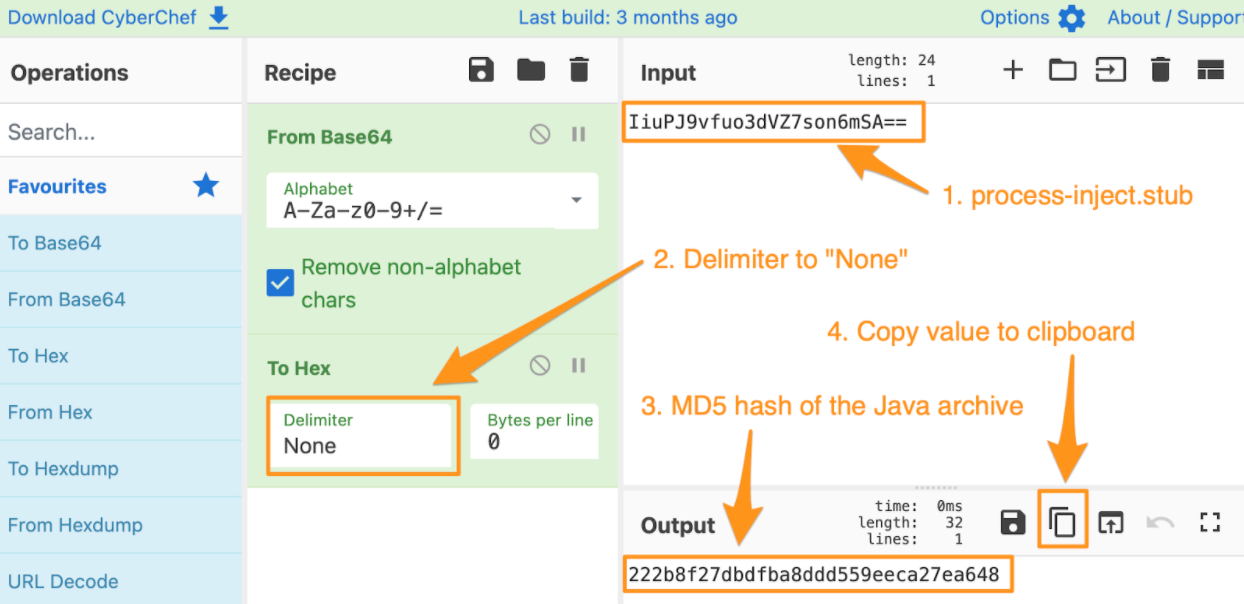 Download CyberChef
Last build: 3 months ago
Options
About / Suppor
Operations
Search...
Favourites
To Base64
From Base64
To Hex
From Hex
To Hexdump
From Hexdump
URL Decode
Recipe
From Base64
Alphabet
A-Za-z0-9+/=
Remove non-alphabet
chars
To Hex
Delimiter
None
Bytes per line
0
Input
length: 24
lines: 1
IiuPJ9vfuo3dVZ7son6mSA==
1. process-inject.stub
2. Delimiter to "None"
4. Copy value to clipboard
3. MD5 hash of the Java archive
Output
time: 0ms
length: 32
lines: 1
222b8f27dbdfba8ddd559eeca27ea648